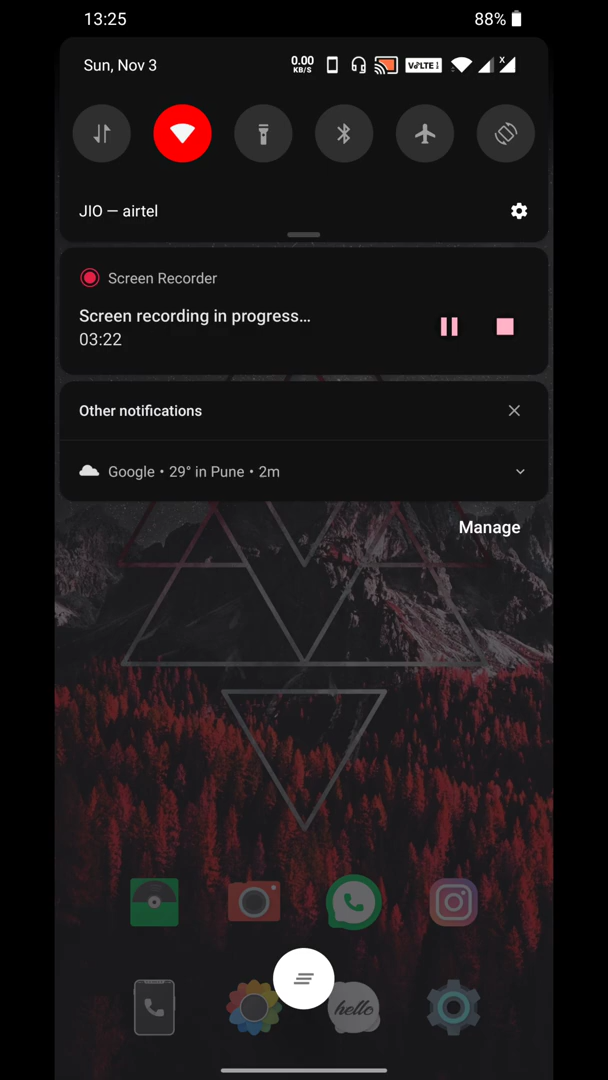 13:25
88%
Sun, Nov 3
0.00
KB/S
VoLTE 1
X
JIO — airtel
Screen Recorder
Screen recording in progress…
03:22
Other notifications
Google • 29° in Pune • 2m
Manage
hello